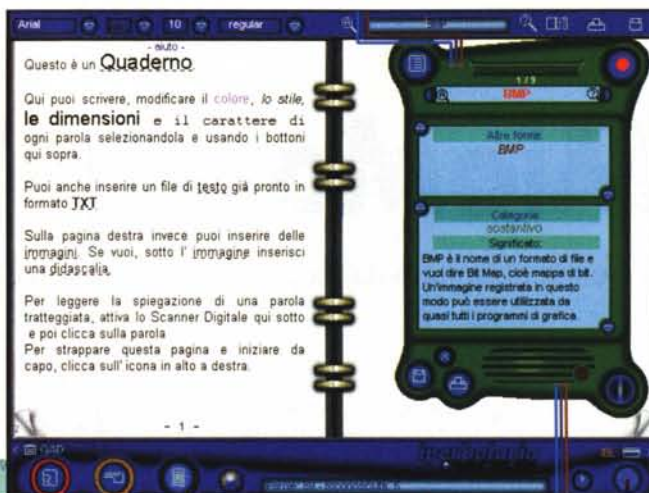 Arial
10
regular
- aiuto -
Questo è un Quaderno.
Qui puoi scrivere, modificare il colore, lo stile,
le dimensioni e il carattere di
ogni parola selezionandola e usando i bottoni
qui sopra.
Puoi anche inserire un file di testo già pronto in
formato TXT
Sulla pagina destra invece puoi inserire delle
immagini. Se vuoi, sotto l' immagine inserisci
una didascalia.
Per leggere la spiegazione di una parola
tratteggiata, attiva lo Scanner Digitale qui sotto
e poi clicca sulla parola
Per strappare questa pagina e iniziare da
capo, clicca sull' icona in alto a destra.
- 1 -
1 / 3
BMP
Altre forme:
BMP
Categoria:
sostantivo
Significato:
BMP è il nome di un formato di file e
vuol dire Bit Map, cioè mappa di bit.
Un'immagine registrata in questo
modo può essere utilizzata da
quasi tutti i programmi di grafica.